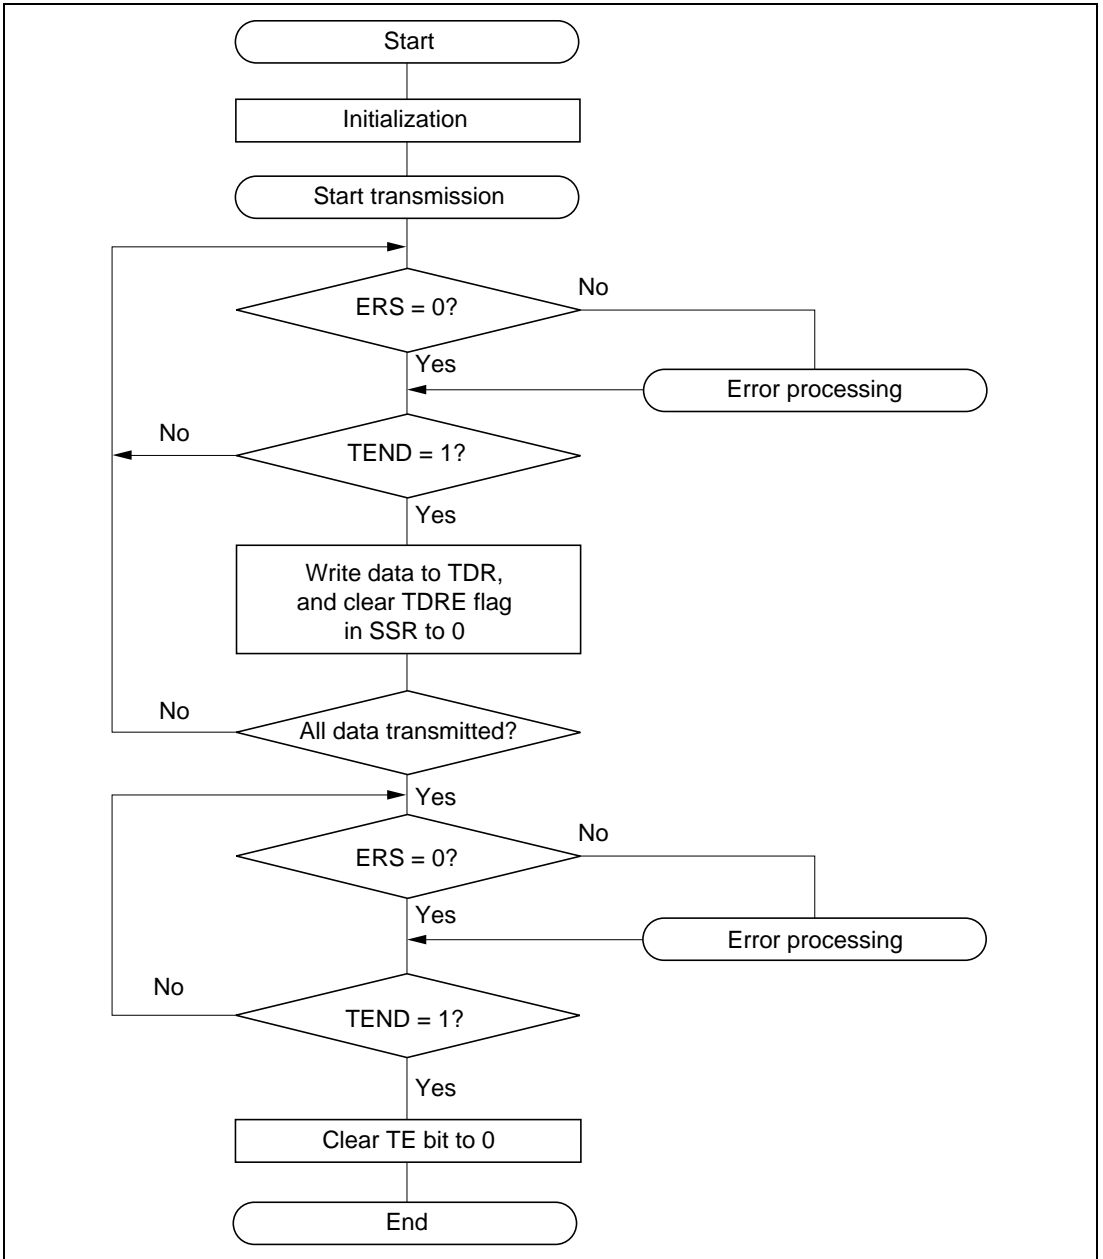 Start
Initialization
Start transmission
ERS = 0?
No
Yes
Error processing
No
TEND = 1?
Yes
Write data to TDR,
and clear TDRE flag
in SSR to 0
No
All data transmitted?
Yes
ERS = 0?
No
Yes
Error processing
No
TEND = 1?
Yes
Clear TE bit to 0
End